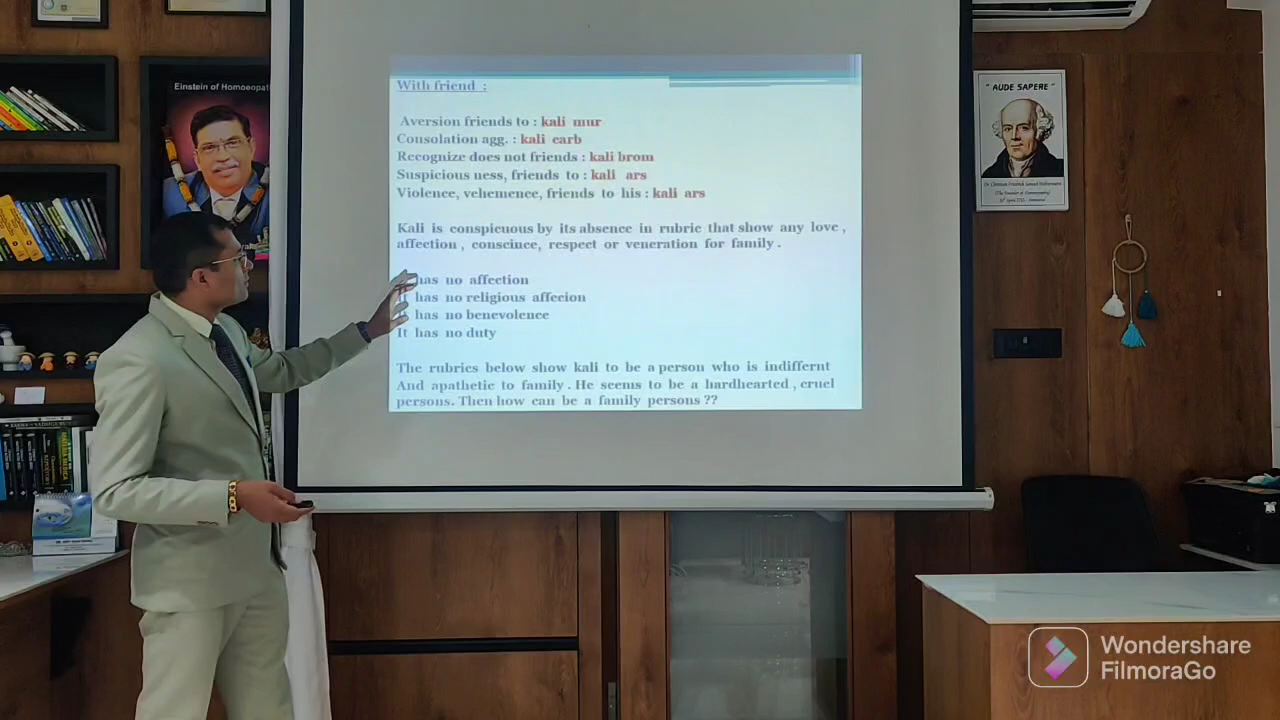 Einstein of Homoeopat
With friend :
Aversion friends to : kali mur
Consolation agg. : kali carb
Recognize does not friends : kali brom
Suspicious ness, friends to : kali ars
Violence, vehemence, friends to his : kali ars
Kali is conspicuous by its absence in rubric that show any love ,
affection , conscince, respect or veneration for family .
has no affection
has no religious affecion
has no benevolence
It has no duty
The rubrics below show kali to be a person who is indiffernt
And apathetic to family . He seems to be a hardhearted , cruel
persons. Then how can be a family persons ??
" AUDE SAPERE "
Wondershare
FilmoraGo